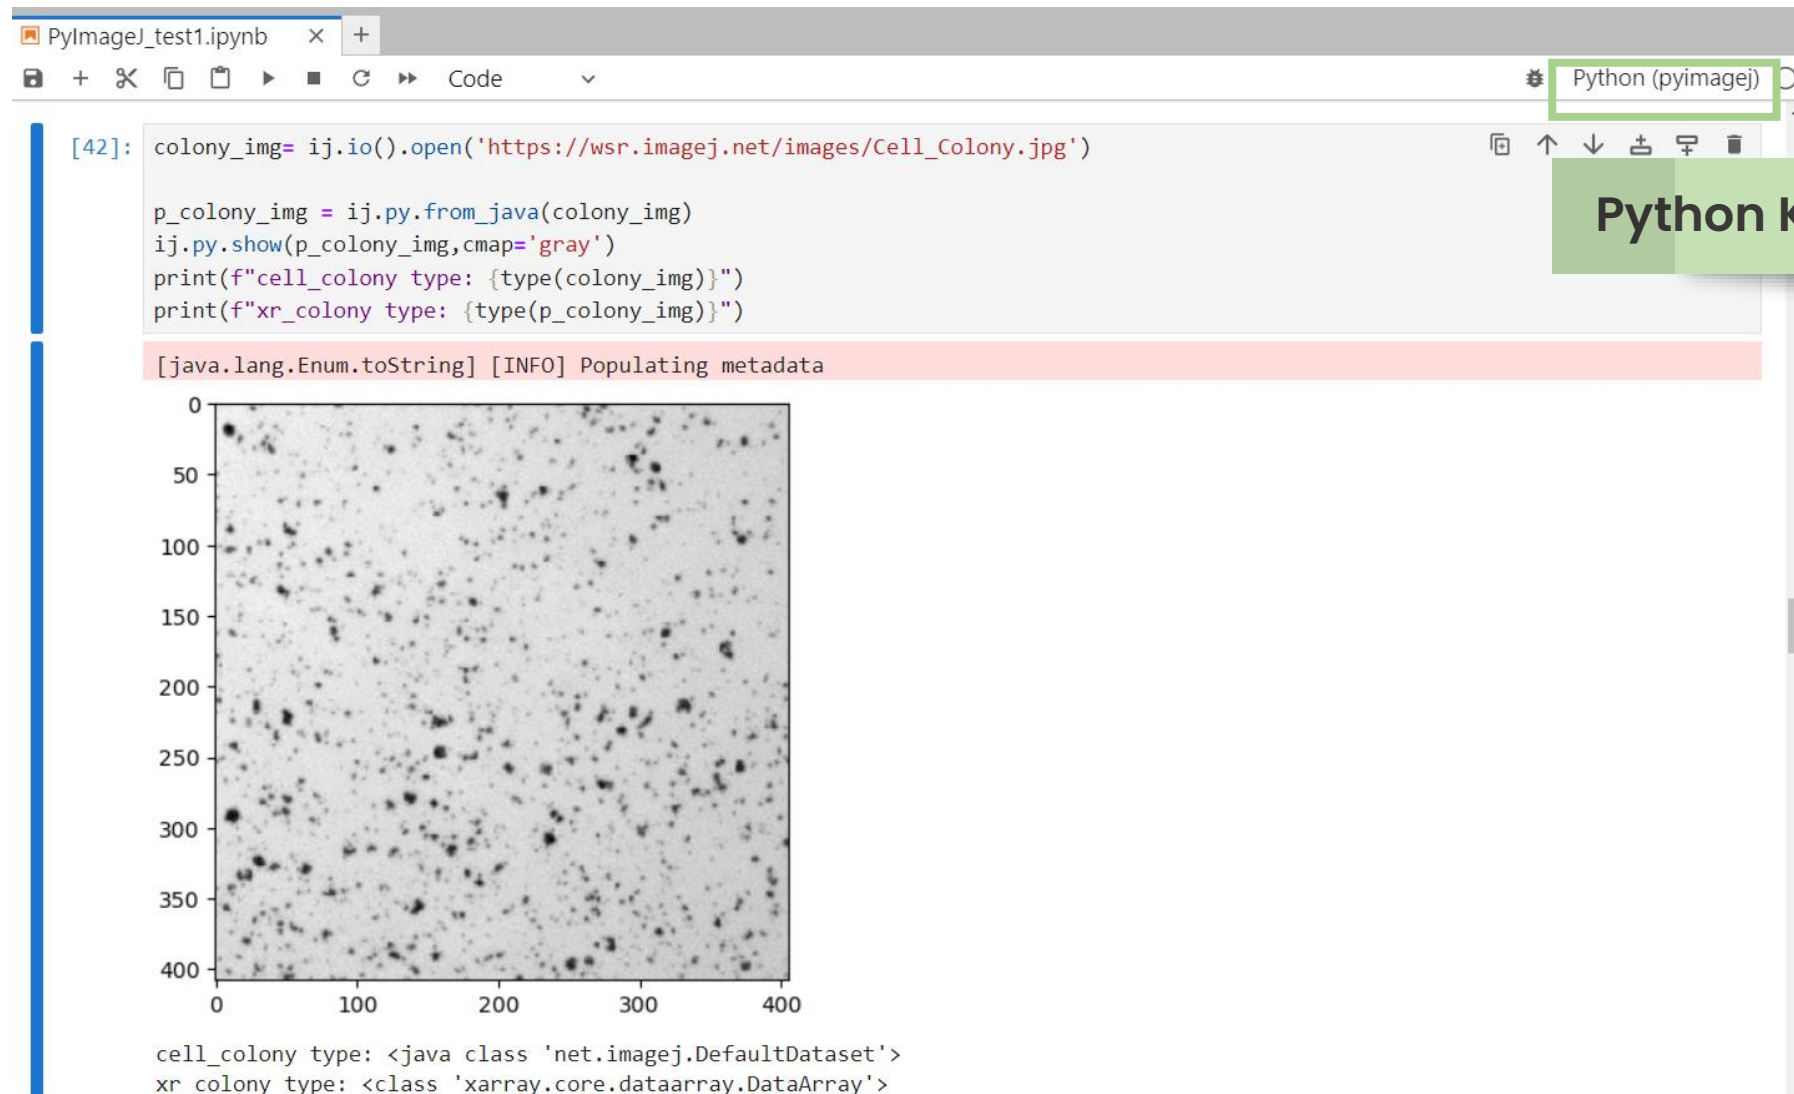 PyImageJ_test1.ipynb
Code
Python (pyimagej)
[42]: colony_img= ij.io().open('https://wsr.imagej.net/images/Cell_Colony.jpg')
Python
p_colony_img = ij.py.from_java(colony_img)
ij.py.show(p_colony_img,cmap='gray')
print(f"cell_colony type: {type(colony_img)}")
print(f"xr_colony type: {type(p_colony_img)}")
[java.lang.Enum.toString] [INFO] Populating metadata
0
50
100
150
200
250
300
350
400
0 100 200 300 400
cell_colony type: <java class 'net.imagej.DefaultDataset'>
xr_colony type: <class 'xarray.core.dataarray.DataArray'>